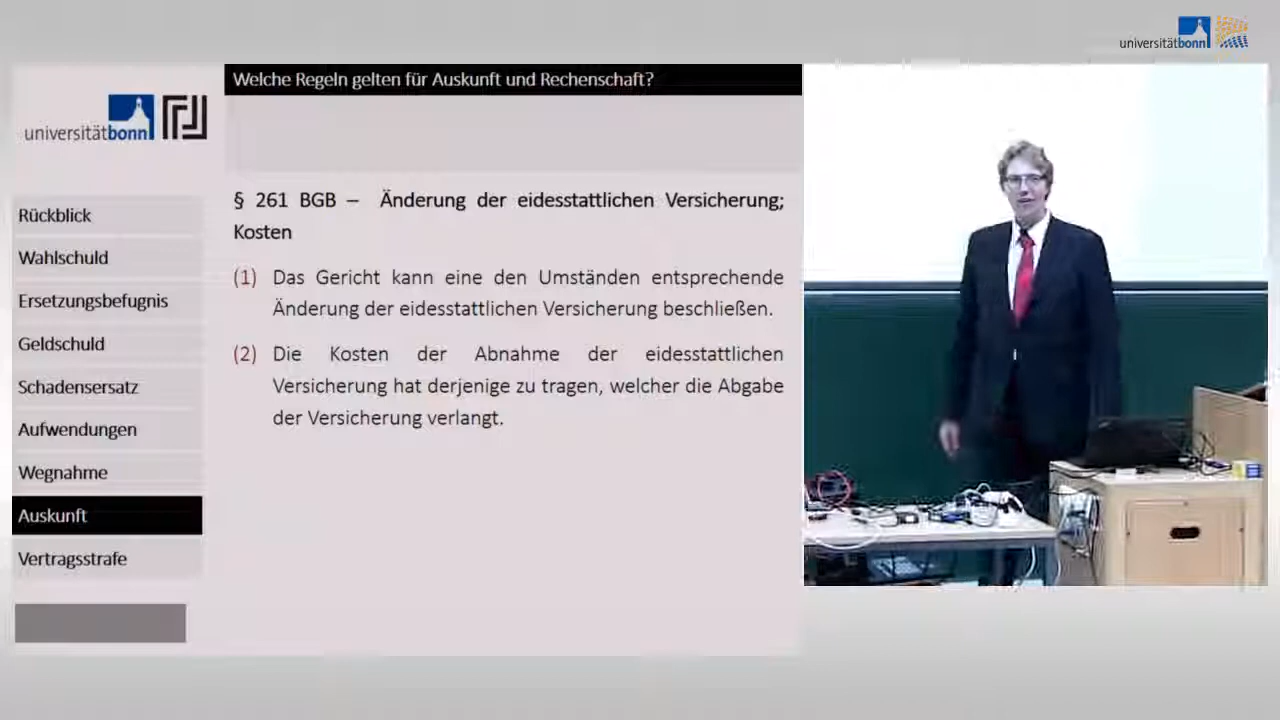 universitätbonn
Welche Regeln gelten für Auskunft und Rechenschaft?
universitätbonn
Rückblick
Wahlschuld
Ersetzungsbefugnis
Geldschuld
Schadensersatz
Aufwendungen
Wegnahme
Auskunft
Vertragsstrafe
§ 261 BGB – Änderung der eidesstattlichen Versicherung;
Kosten
(1) Das Gericht kann eine den Umständen entsprechende
Änderung der eidesstattlichen Versicherung beschließen.
(2) Die Kosten der Abnahme der eidesstattlichen
Versicherung hat derjenige zu tragen, welcher die Abgabe
der Versicherung verlangt.